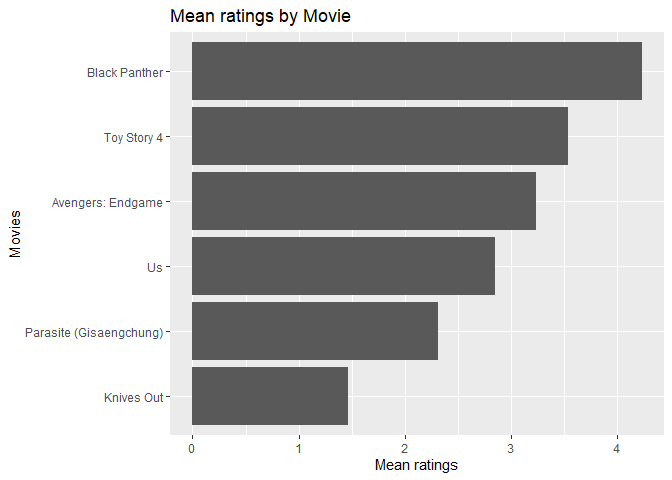 Mean ratings by Movie
Black Panther
Toy Story 4
Avengers: Endgame
Us
Parasite (Gisaengchung)
Knives Out
Movies
0 1 2 3 4
Mean ratings